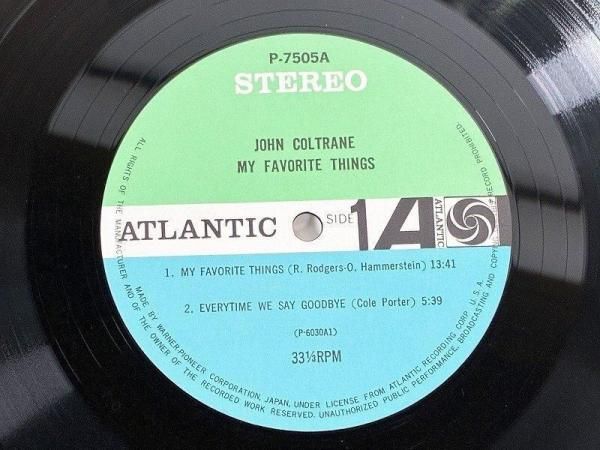 P-7505A
STEREO
JOHN COLTRANE
MY FAVORITE THINGS
ATLANTIC
SIDE 1
A
ATLANTIC
1. MY FAVORITE THINGS (R. Rodgers-O. Hammerstein) 13:41
2. EVERYTIME WE SAY GOODBYE (Cole Porter) 5:39
(P-6030A1)
33⅓RPM
ALL RIGHTS OF THE MANUFACTURER AND OF THE OWNER OF THE RECORDED WORK RESERVED. UNAUTHORIZED PUBLIC PERFORMANCE, BROADCASTING AND COPYING OF THIS RECORD PROHIBITED.
MADE BY WARNER-PIONEER CORPORATION, JAPAN, UNDER LICENSE FROM ATLANTIC RECORDING CORP. U.S.A.